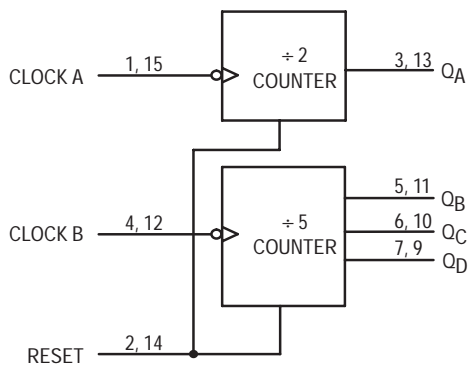 ÷ 2
COUNTER
CLOCK A
1, 15
3, 13
QA
÷ 5
COUNTER
CLOCK B
4, 12
5, 11
QB
6, 10
QC
7, 9
QD
RESET
2, 14